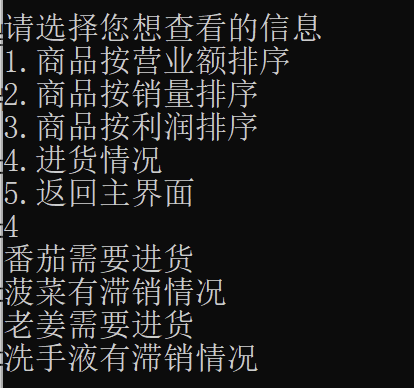 请选择您想查看的信息
1.商品按营业额排序
2.商品按销量排序
3.商品按利润排序
4.进货情况
5.返回主界面
4
番茄需要进货
菠菜有滞销情况
老姜需要进货
洗手液有滞销情况